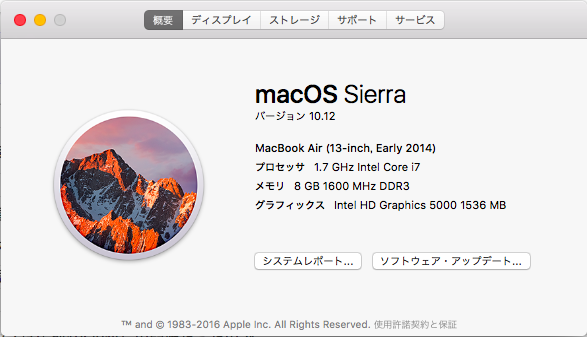 概要 ディスプレイ ストレージ サポート サービス
macOS Sierra
バージョン 10.12
MacBook Air (13-inch, Early 2014)
プロセッサ 1.7 GHz Intel Core i7
メモリ 8 GB 1600 MHz DDR3
グラフィックス Intel HD Graphics 5000 1536 MB
システムレポート... ソフトウェア・アップデート...
™ and © 1983-2016 Apple Inc. All Rights Reserved. 使用許諾契約と保証